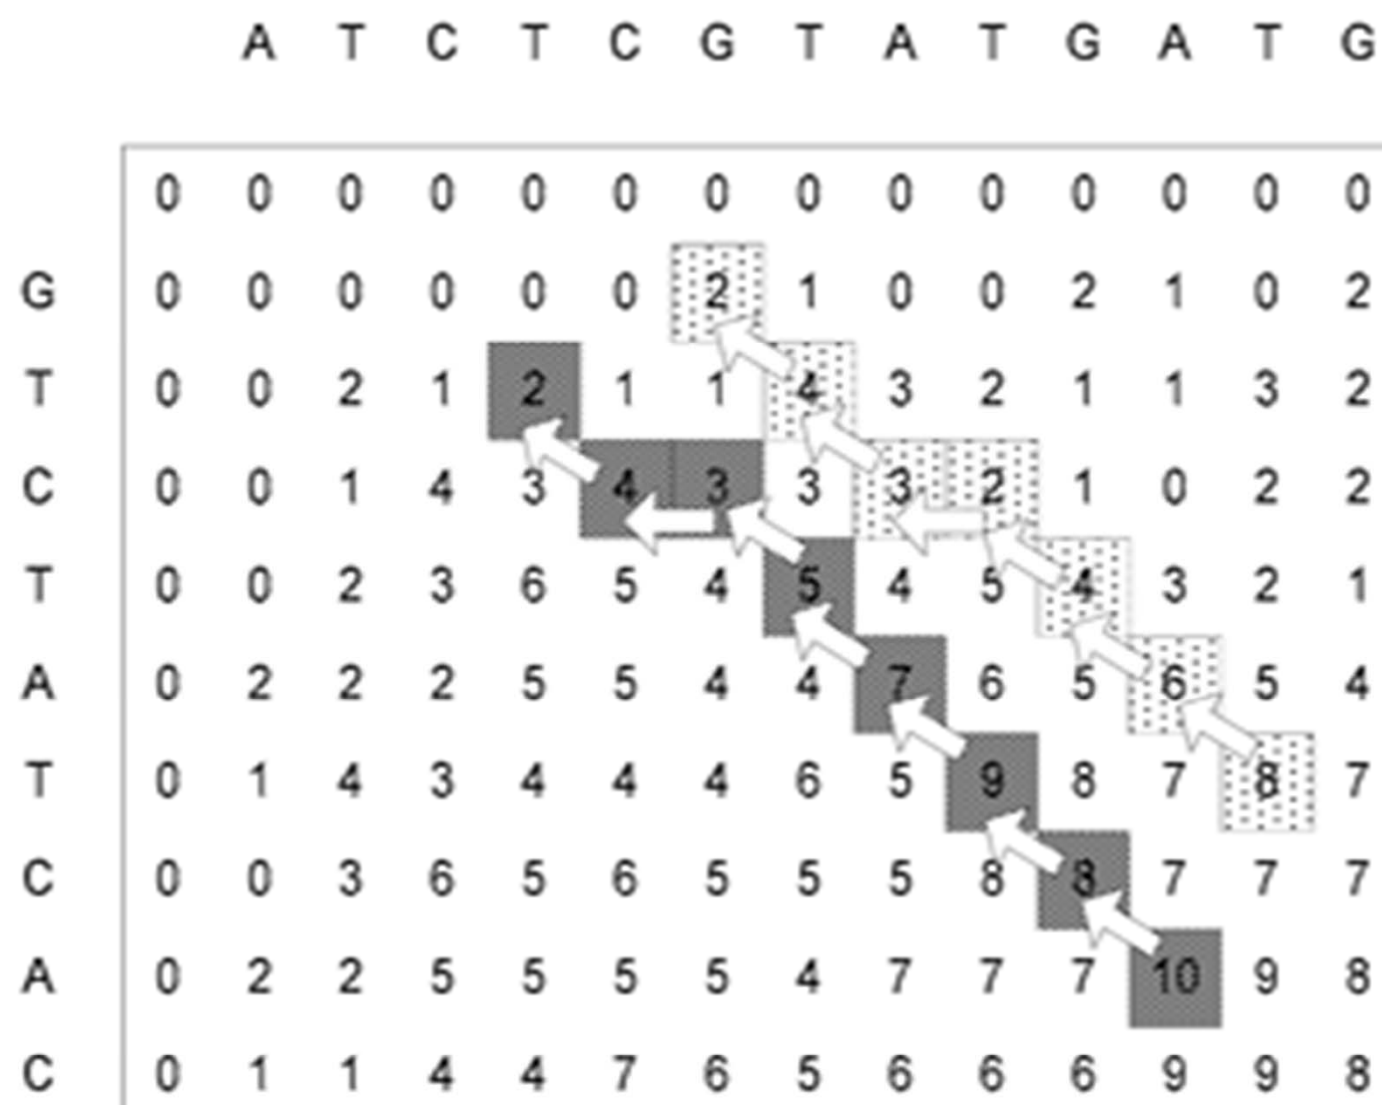 A T C T C G T A T G A T G
0 0 0 0 0 0 0 0 0 0 0 0 0 0
G 0 0 0 0 0 0 2 1 0 0 2 1 0 2
T 0 0 2 1 2 1 1 4 3 2 1 1 3 2
C 0 0 1 4 3 4 3 3 3 2 1 0 2 2
T 0 0 2 3 6 5 4 5 4 5 4 3 2 1
A 0 2 2 2 5 5 4 4 7 6 5 6 5 4
T 0 1 4 3 4 4 4 6 5 9 8 7 8 7
C 0 0 3 6 5 6 5 5 5 8 8 7 7 7
A 0 2 2 5 5 5 5 4 7 7 7 10 9 8
C 0 1 1 4 4 7 6 5 6 6 6 9 9 8